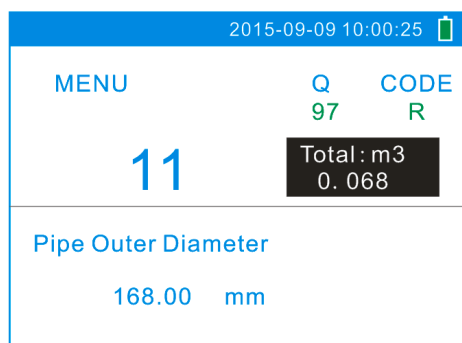 2015-09-09 10:00:25
MENU Q CODE
97 R
11 Total:m3
0. 068
Pipe Outer Diameter
168.00 mm